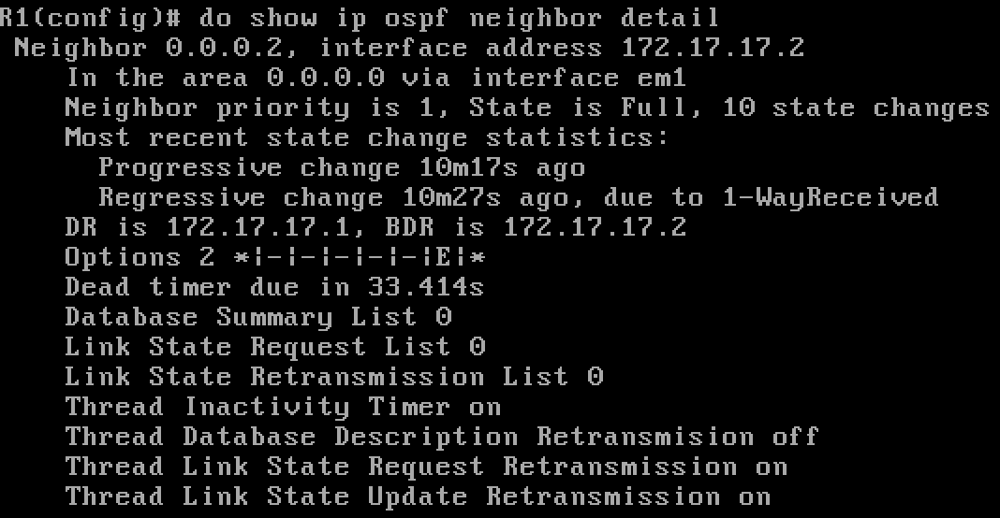 R1(config)# do show ip ospf neighbor detail
 Neighbor 0.0.0.2, interface address 172.17.17.2
    In the area 0.0.0.0 via interface em1
    Neighbor priority is 1, State is Full, 10 state changes
    Most recent state change statistics:
      Progressive change 10m17s ago
      Regressive change 10m27s ago, due to 1-WayReceived
    DR is 172.17.17.1, BDR is 172.17.17.2
    Options 2 *|-|-|-|-|-|E|*
    Dead timer due in 33.414s
    Database Summary List 0
    Link State Request List 0
    Link State Retransmission List 0
    Thread Inactivity Timer on
    Thread Database Description Retransmision off
    Thread Link State Request Retransmission on
    Thread Link State Update Retransmission on